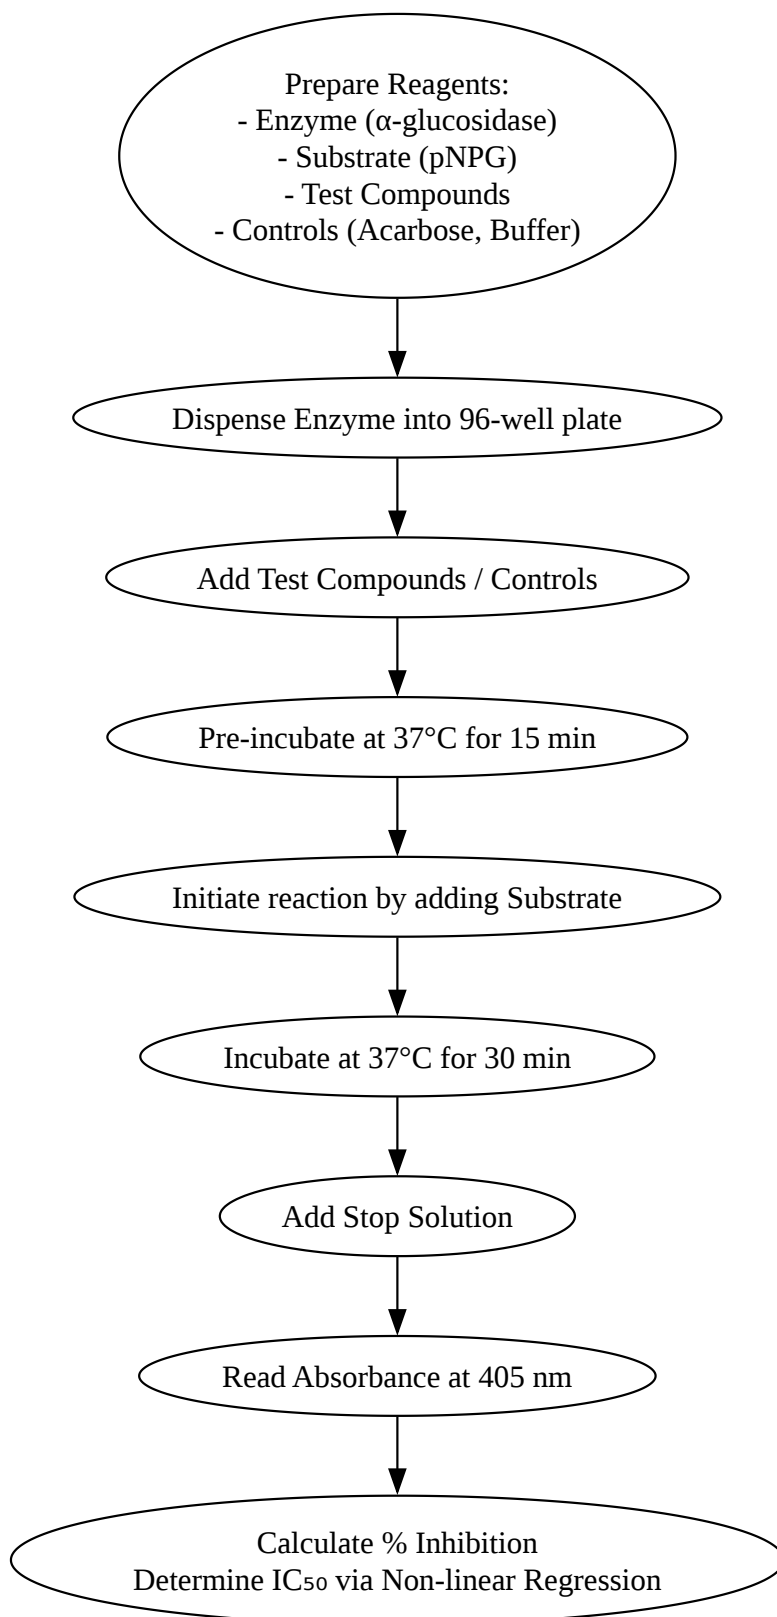 Prepare Reagents:
- Enzyme (α-glucosidase)
- Substrate (pNPG)
- Test Compounds
- Controls (Acarbose, Buffer)
Dispense Enzyme into 96-well plate
Add Test Compounds / Controls
Pre-incubate at 37°C for 15 min
Initiate reaction by adding Substrate
Incubate at 37°C for 30 min
Add Stop Solution
Read Absorbance at 405 nm
Calculate % Inhibition
Determine IC₅₀ via Non-linear Regression